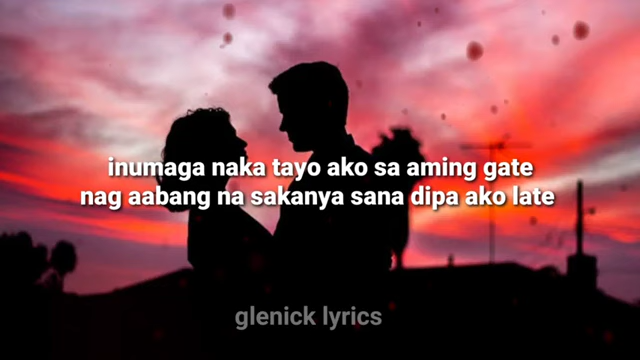 inumaga naka tayo ako sa aming gate
nag aabang na sakanya sana dipa ako late
glenick lyrics